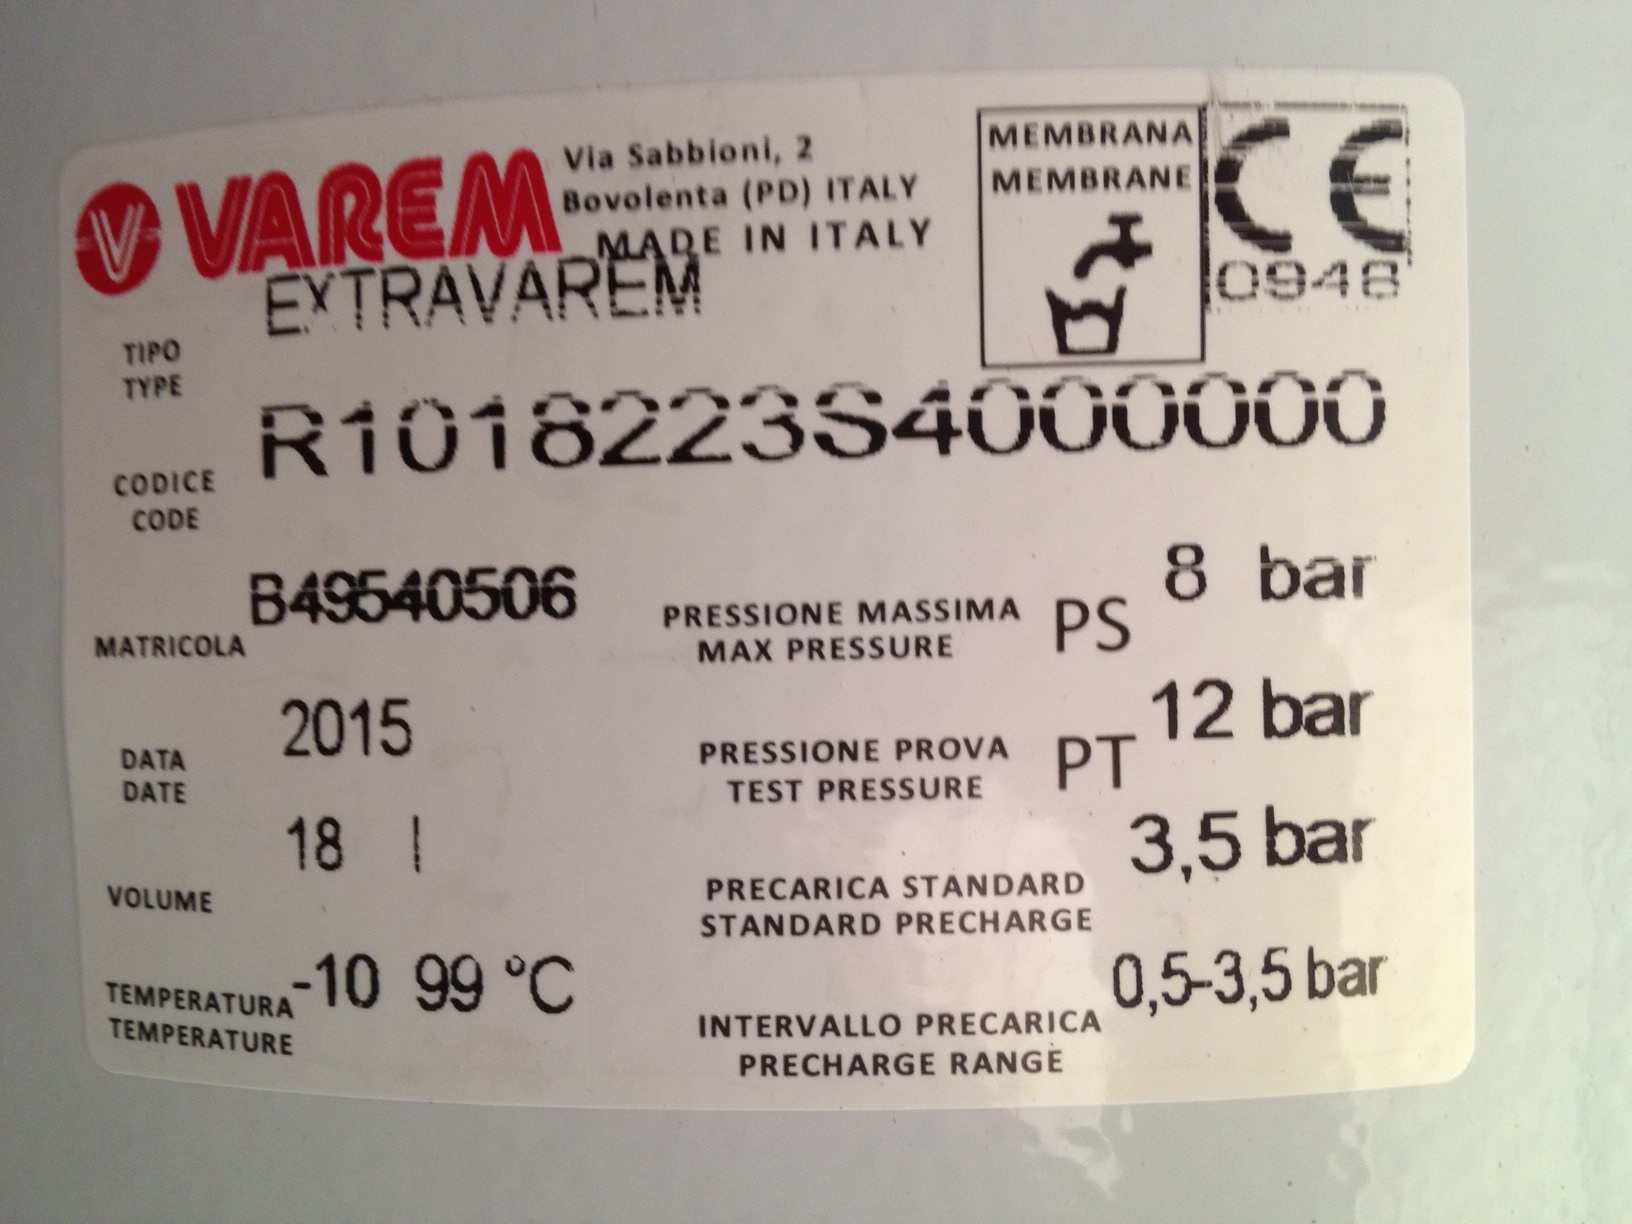 V VAREM
Via Sabbioni, 2
Bovolenta (PD) ITALY
MADE IN ITALY
MEMBRANA
MEMBRANE
CE
0948
EXTRAVAREM
TIPO
TYPE
R1018223S4000000
CODICE
CODE
B49540506
MATRICOLA
8 bar
PRESSIONE MASSIMA PS
MAX PRESSURE
2015
DATA
DATE
12 bar
PRESSIONE PROVA PT
TEST PRESSURE
18 l
VOLUME
3,5 bar
PRECARICA STANDARD
STANDARD PRECHARGE
-10 99 °C
TEMPERATURA
TEMPERATURE
0,5-3,5 bar
INTERVALLO PRECARICA
PRECHARGE RANGE